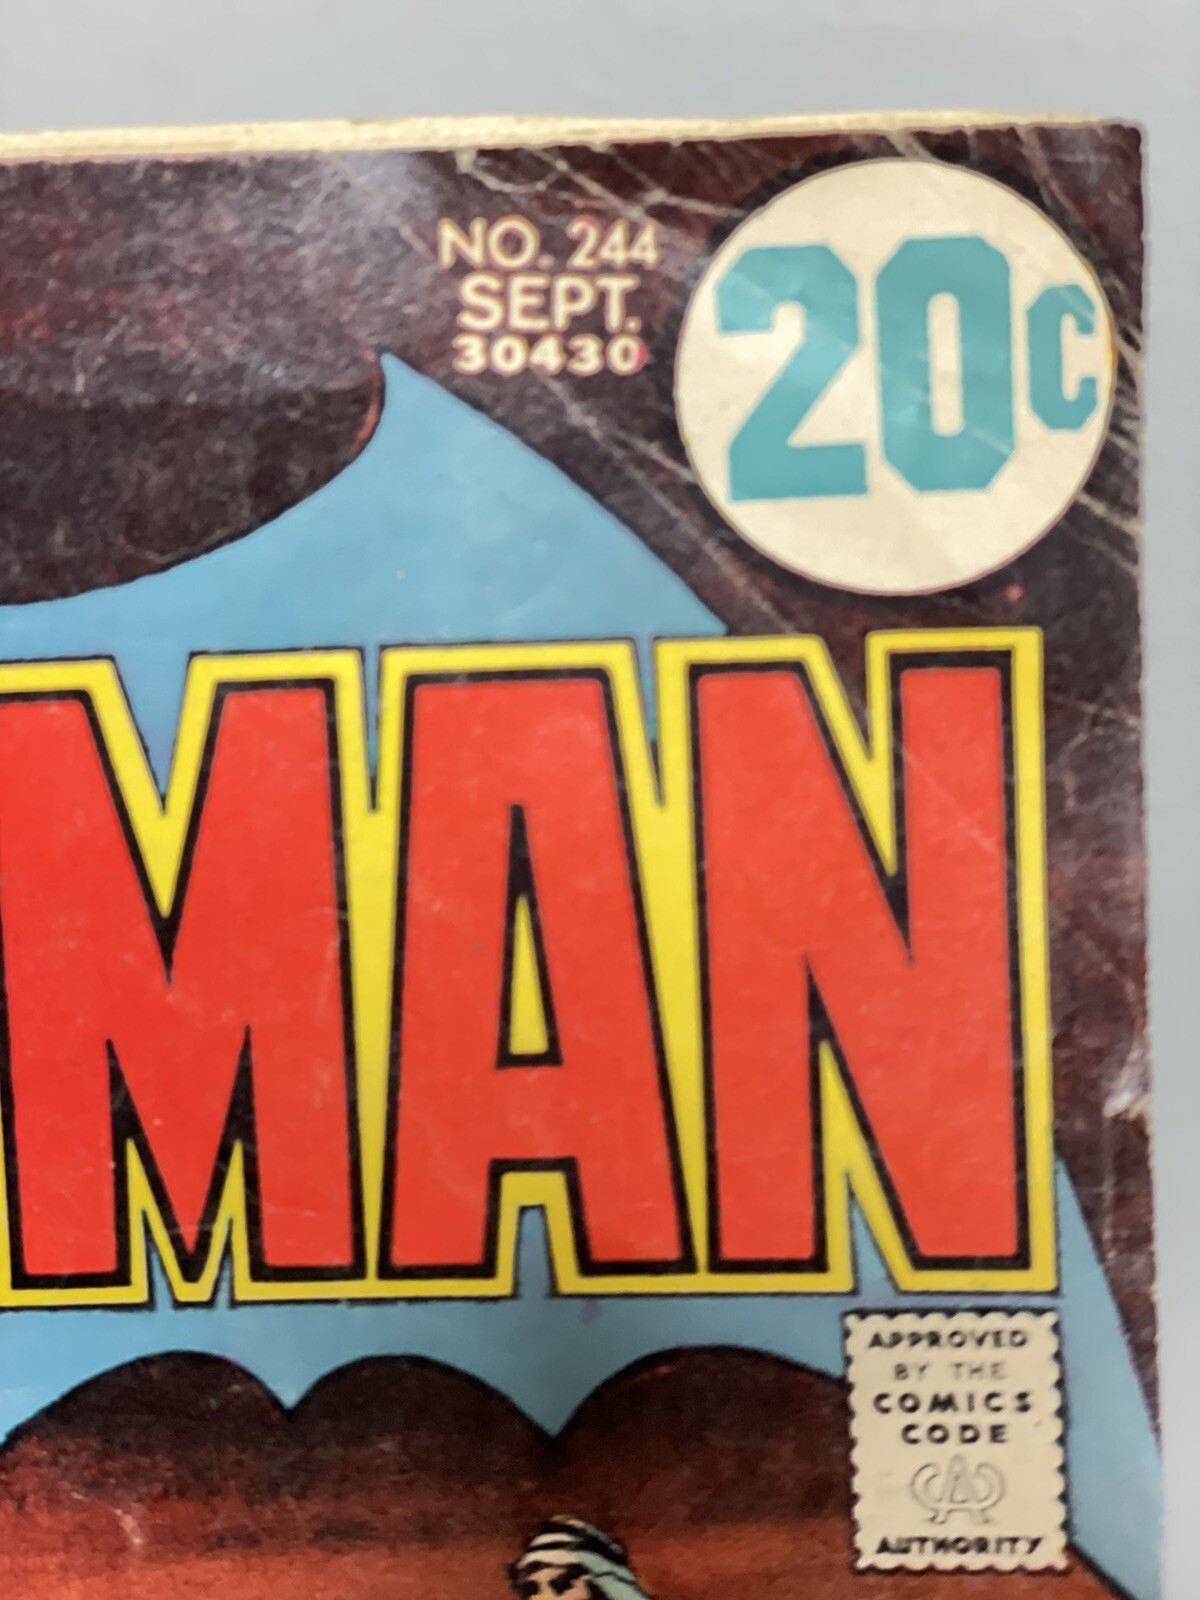 NO. 244
SEPT.
30430
20c
MAN
APPROVED
BY THE
COMICS
CODE
AUTHORITY